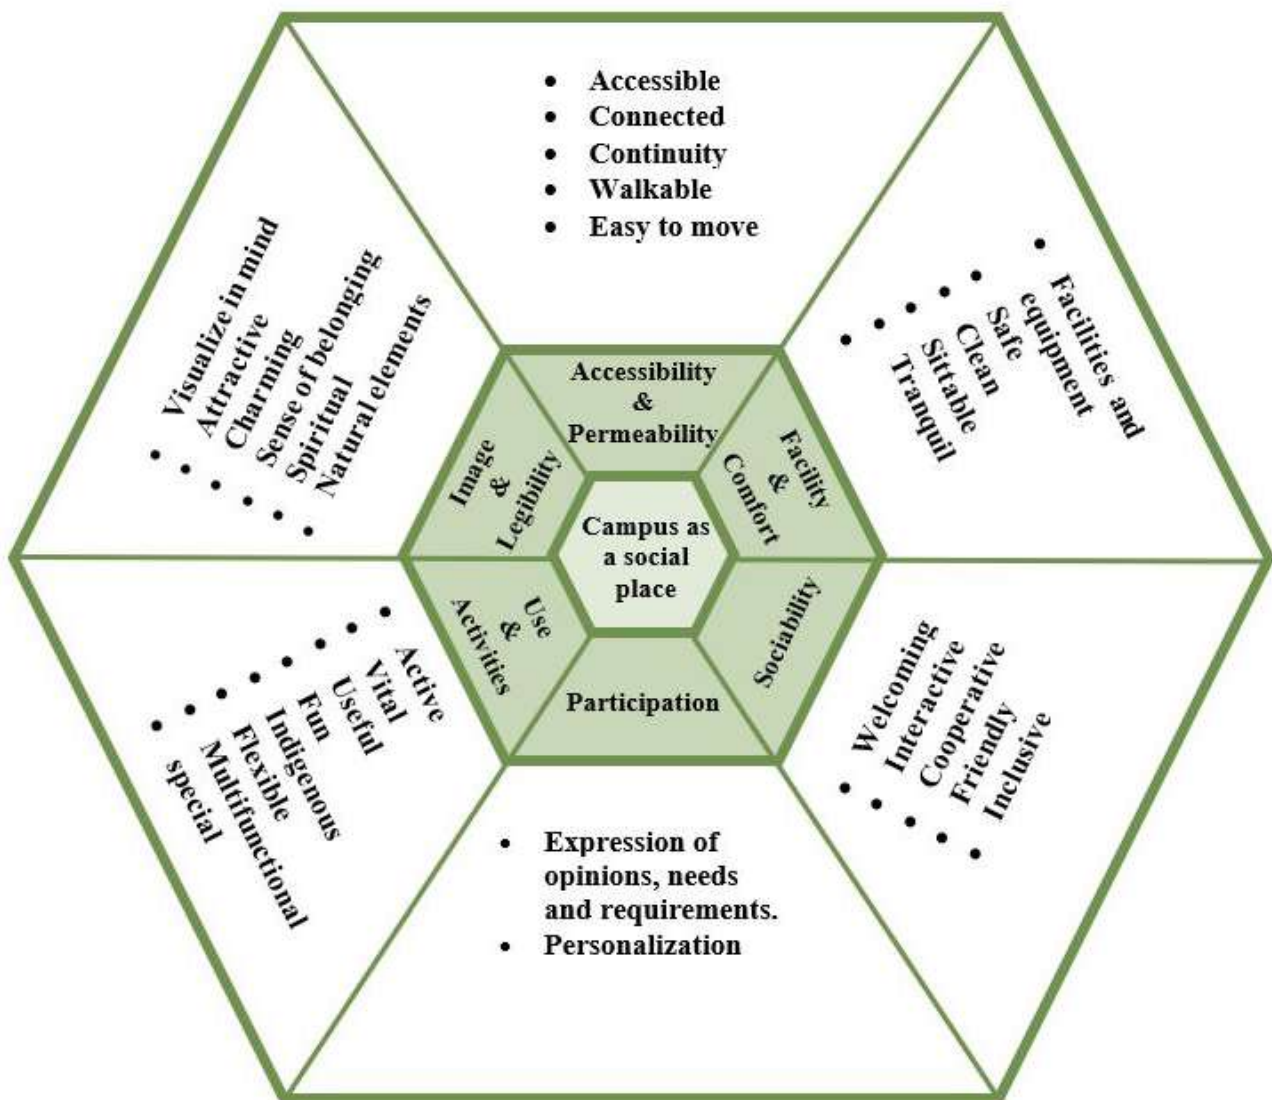 Accessible
Connected
Continuity
Walkable
Easy to move
Facilities and
equipment
Safe
Clean
Sittable
Tranquil
Visualize in mind
Attractive
Charming
Sense of belonging
Spiritual
Natural elements
Accessibility
&
Permeability
Image
&
Legibility
Facility
&
Comfort
Campus as
a social
place
Use
&
Activities
Sociability
Participation
Active
Vital
Useful
Fun
Indigenous
Flexible
Multifunctional
special
Welcoming
Interactive
Cooperative
Friendly
Inclusive
Expression of
opinions, needs
and requirements.
Personalization